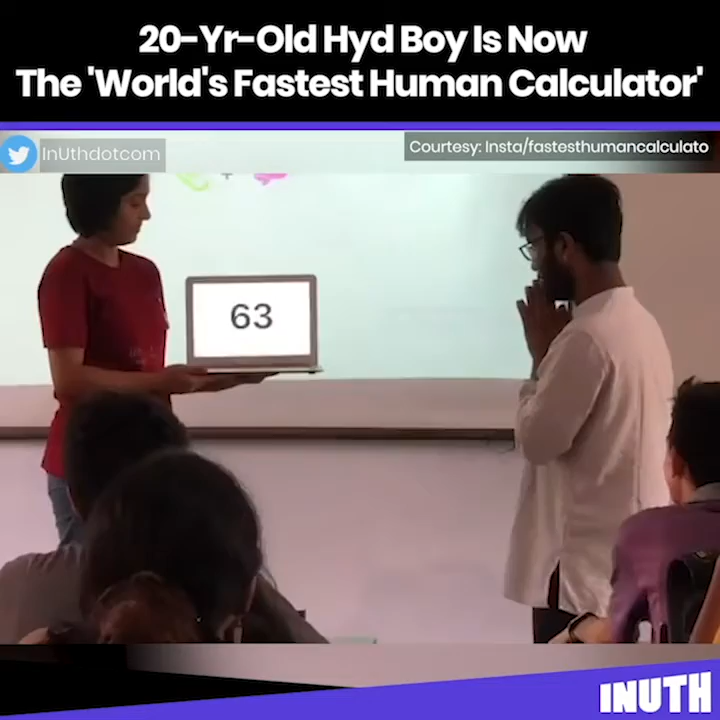 20-Yr-Old Hyd Boy Is Now
The 'World's Fastest Human Calculator'
InUthdotcom
Courtesy: Insta/fastesthumancalculato
63
INUTH